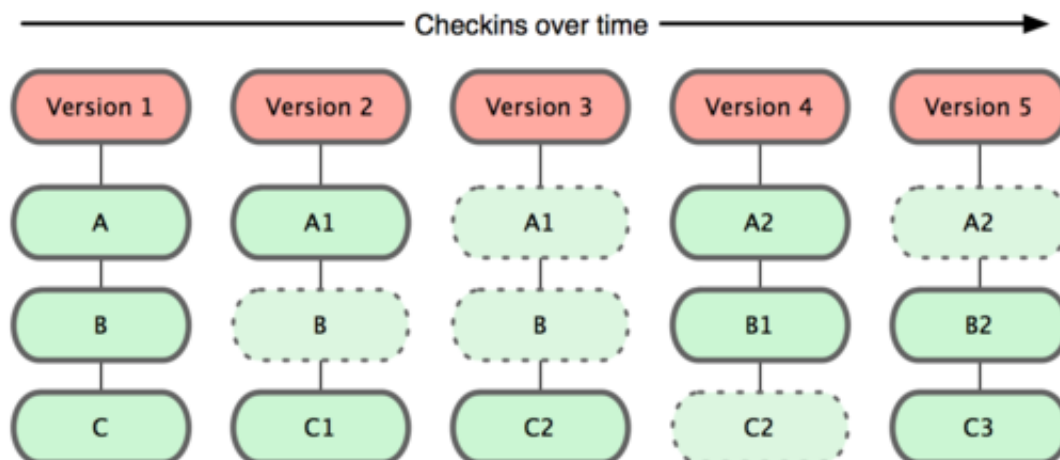 Checkins over time
Version 1 Version 2 Version 3 Version 4 Version 5
A A1 A1 A2 A2
B B B B1 B2
C C1 C2 C2 C3